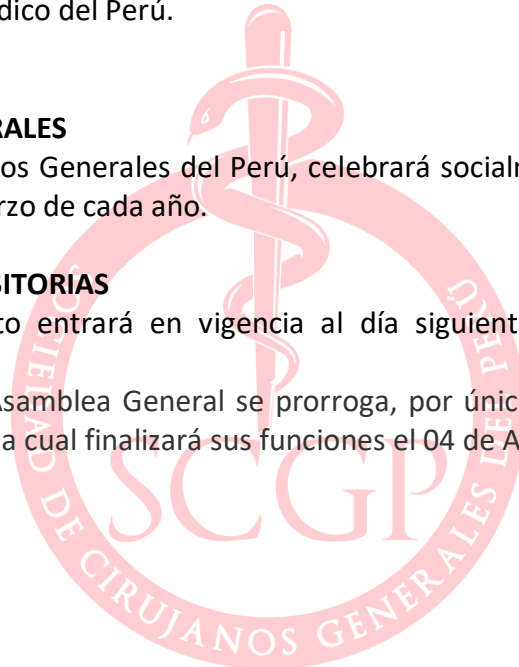 dico del Perú.
RALES
os Generales del Perú, celebrará socialm
rzo de cada año.
SITORIAS
to entrará en vigencia al día siguient
Asamblea General se prorroga, por únic
a cual finalizará sus funciones el 04 de A
SCGP
SOCIEDAD DE CIRUJANOS GENERALES DEL PERÚ